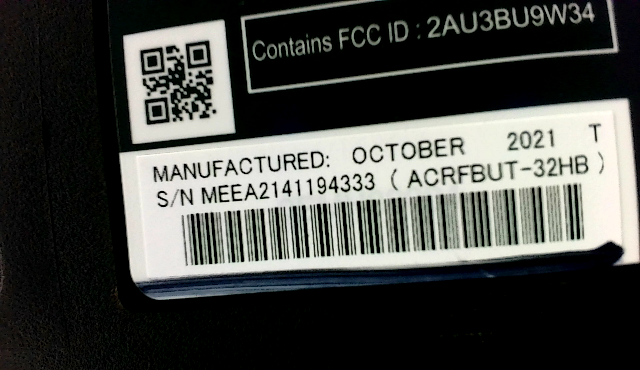 Contains FCC ID : 2AU3BU9W34
MANUFACTURED: OCTOBER 2021 T
S/N MEEA2141194333 ( ACRFBUT-32HB )